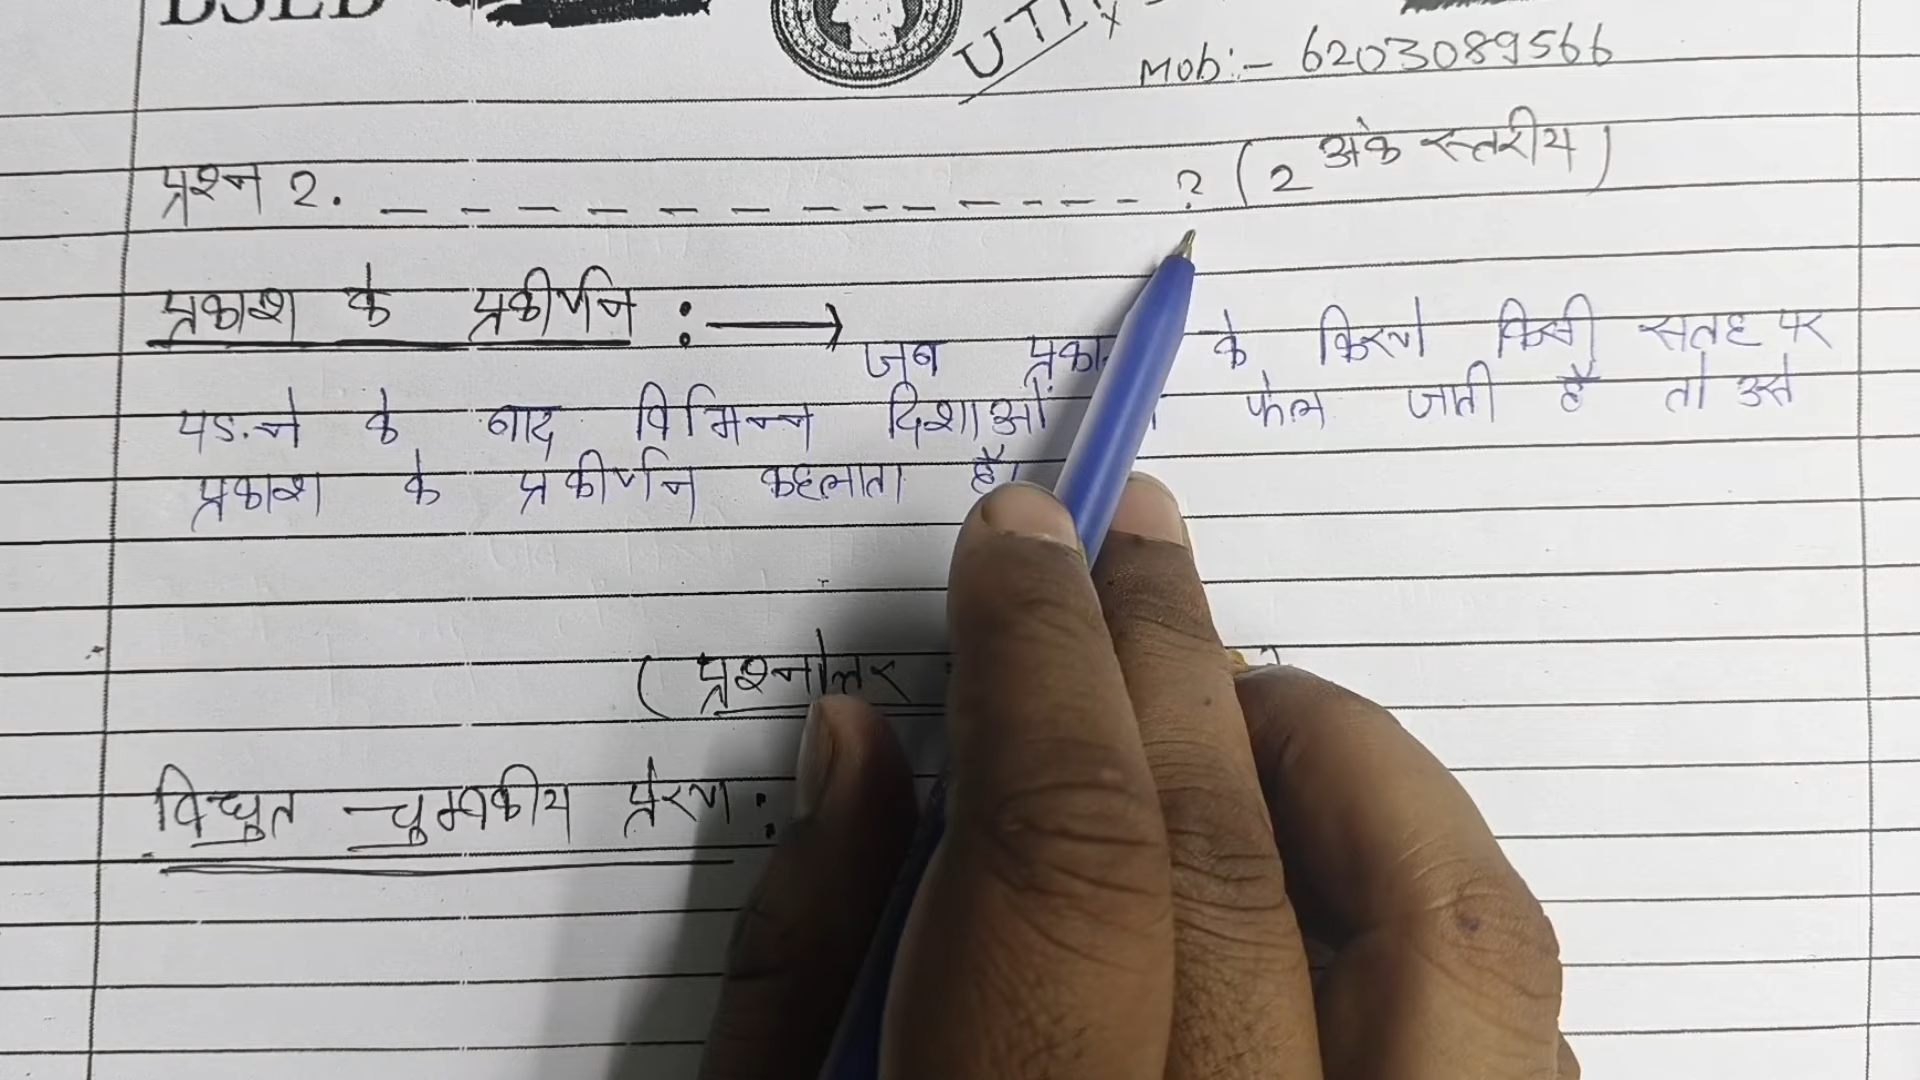 Mob:- 6203089566
प्रश्न 2. _ _ _ _ _ _ _ _ _ _ _ _ _ _ ? ( 2 अंक स्तरीय )
प्रकाश के प्रकीर्णन :→ जब के किरणें किसी सतह पर
पड.ने के बाद विभिन्न दिशाओं फेल जाती है तो उसे
प्रकाश के प्रकीर्णन कहलाता है।
( प्रश्नोतर
विधुत चुम्बकीय प्रेरण :